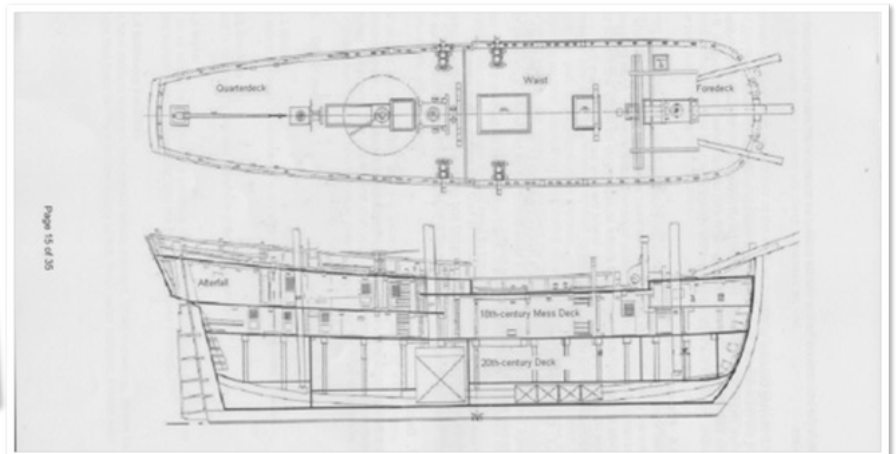 Quarterdeck
Waist
Foredeck
Afterfall
18th-century Mess Deck
20th-century Deck
Page 15 of 35